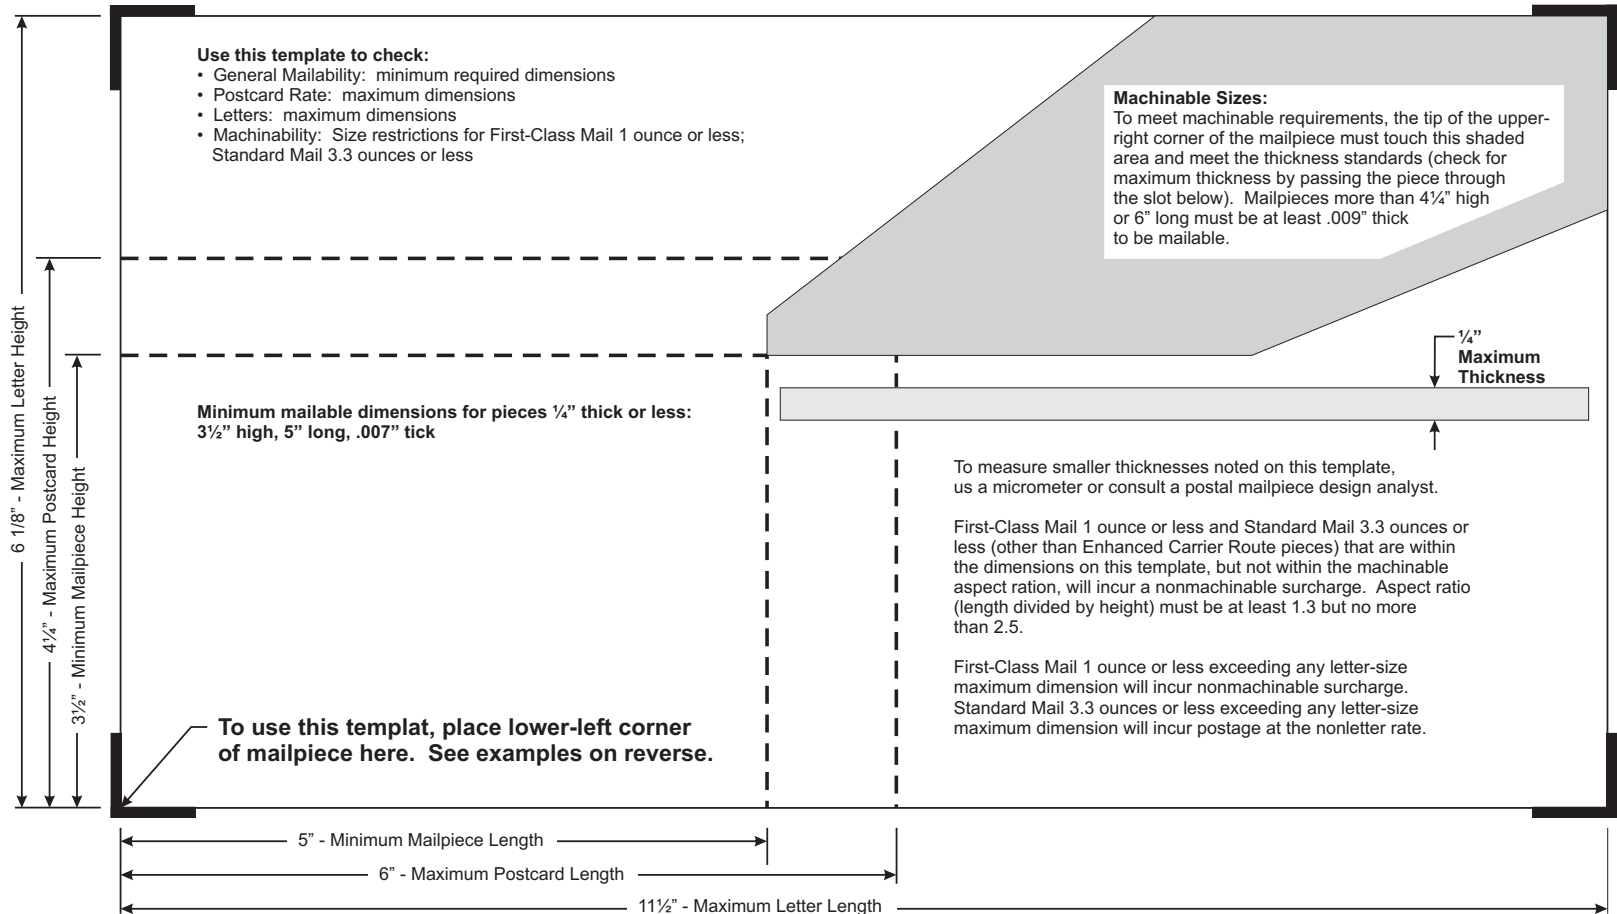 Use this template to check:
• General Mailability: minimum required dimensions
• Postcard Rate: maximum dimensions
• Letters: maximum dimensions
• Machinability: Size restrictions for First-Class Mail 1 ounce or less;
Standard Mail 3.3 ounces or less
Machinable Sizes:
To meet machinable requirements, the tip of the upper-
right corner of the mailpiece must touch this shaded
area and meet the thickness standards (check for
maximum thickness by passing the piece through
the slot below). Mailpieces more than 4¼” high
or 6” long must be at least .009” thick
to be mailable.
6 1/8” - Maximum Letter Height
4¼” - Maximum Postcard Height
3½” - Minimum Mailpiece Height
¼”
Maximum
Thickness
Minimum mailable dimensions for pieces ¼” thick or less:
3½” high, 5” long, .007” tick
To measure smaller thicknesses noted on this template,
us a micrometer or consult a postal mailpiece design analyst.
First-Class Mail 1 ounce or less and Standard Mail 3.3 ounces or
less (other than Enhanced Carrier Route pieces) that are within
the dimensions on this template, but not within the machinable
aspect ration, will incur a nonmachinable surcharge. Aspect ratio
(length divided by height) must be at least 1.3 but no more
than 2.5.
First-Class Mail 1 ounce or less exceeding any letter-size
maximum dimension will incur nonmachinable surcharge.
Standard Mail 3.3 ounces or less exceeding any letter-size
maximum dimension will incur postage at the nonletter rate.
To use this templat, place lower-left corner
of mailpiece here. See examples on reverse.
5” - Minimum Mailpiece Length
6” - Maximum Postcard Length
11½” - Maximum Letter Length